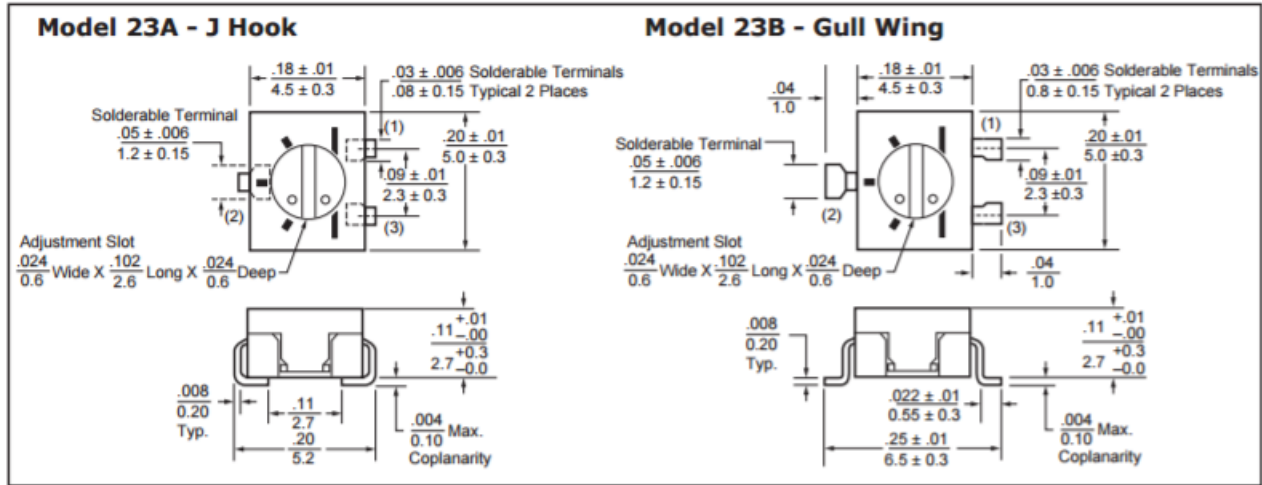 Model 23A - J Hook
.18 ± .01
4.5 ± 0.3
.03 ± .006 Solderable Terminals
.08 ± 0.15 Typical 2 Places
Solderable Terminal
.05 ± .006
1.2 ± 0.15
(1)
.20 ± .01
5.0 ± 0.3
.09 ± .01
2.3 ± 0.3
(2)
(3)
Adjustment Slot
.024 Wide X .102 Long X .024 Deep
0.6 2.6 0.6
+.01
.11 –.00
+0.3
2.7 –0.0
.008
0.20
Typ.
.11
2.7
.20
5.2
.004 Max.
0.10
Coplanarity
Model 23B - Gull Wing
.18 ± .01
4.5 ± 0.3
.03 ± .006 Solderable Terminals
0.8 ± 0.15 Typical 2 Places
.04
1.0
Solderable Terminal
.05 ± .006
1.2 ± 0.15
(1)
.20 ±.01
5.0 ±0.3
.09 ±.01
2.3 ±0.3
(2)
(3)
Adjustment Slot
.024 Wide X .102 Long X .024 Deep
0.6 2.6 0.6
.04
1.0
+.01
.11 –.00
+0.3
2.7 –0.0
.008
0.20
Typ.
.022 ± .01
0.55 ± 0.3
.25 ± .01
6.5 ± 0.3
.004 Max.
0.10
Coplanarity